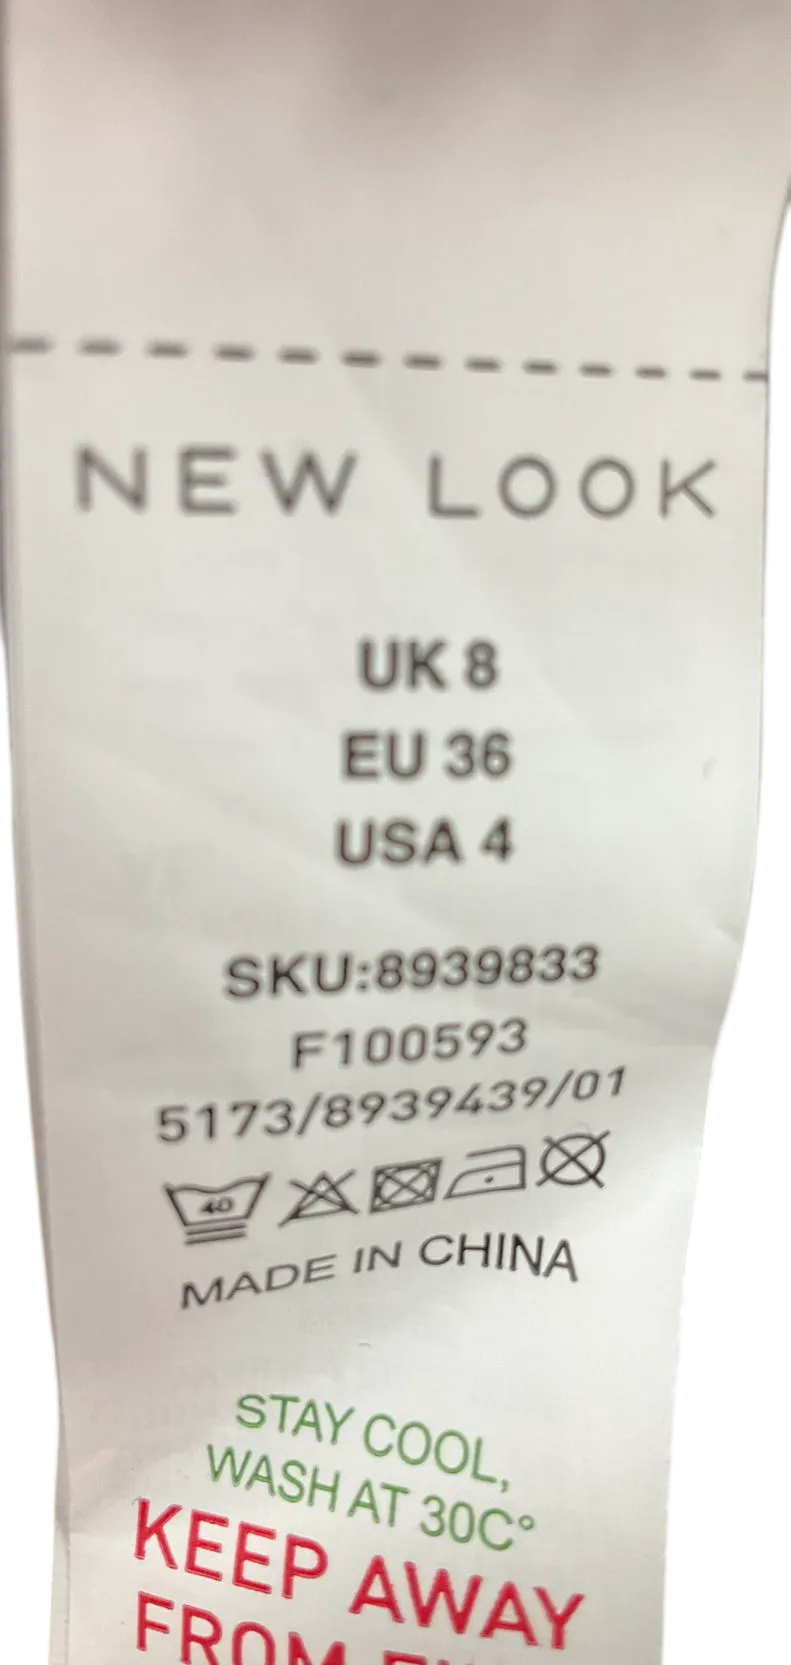 NEW LOOK
UK 8
EU 36
USA 4
SKU:8939833
F100593
5173/8939439/01
40
MADE IN CHINA
STAY COOL,
WASH AT 30C°
KEEP AWAY
FROM